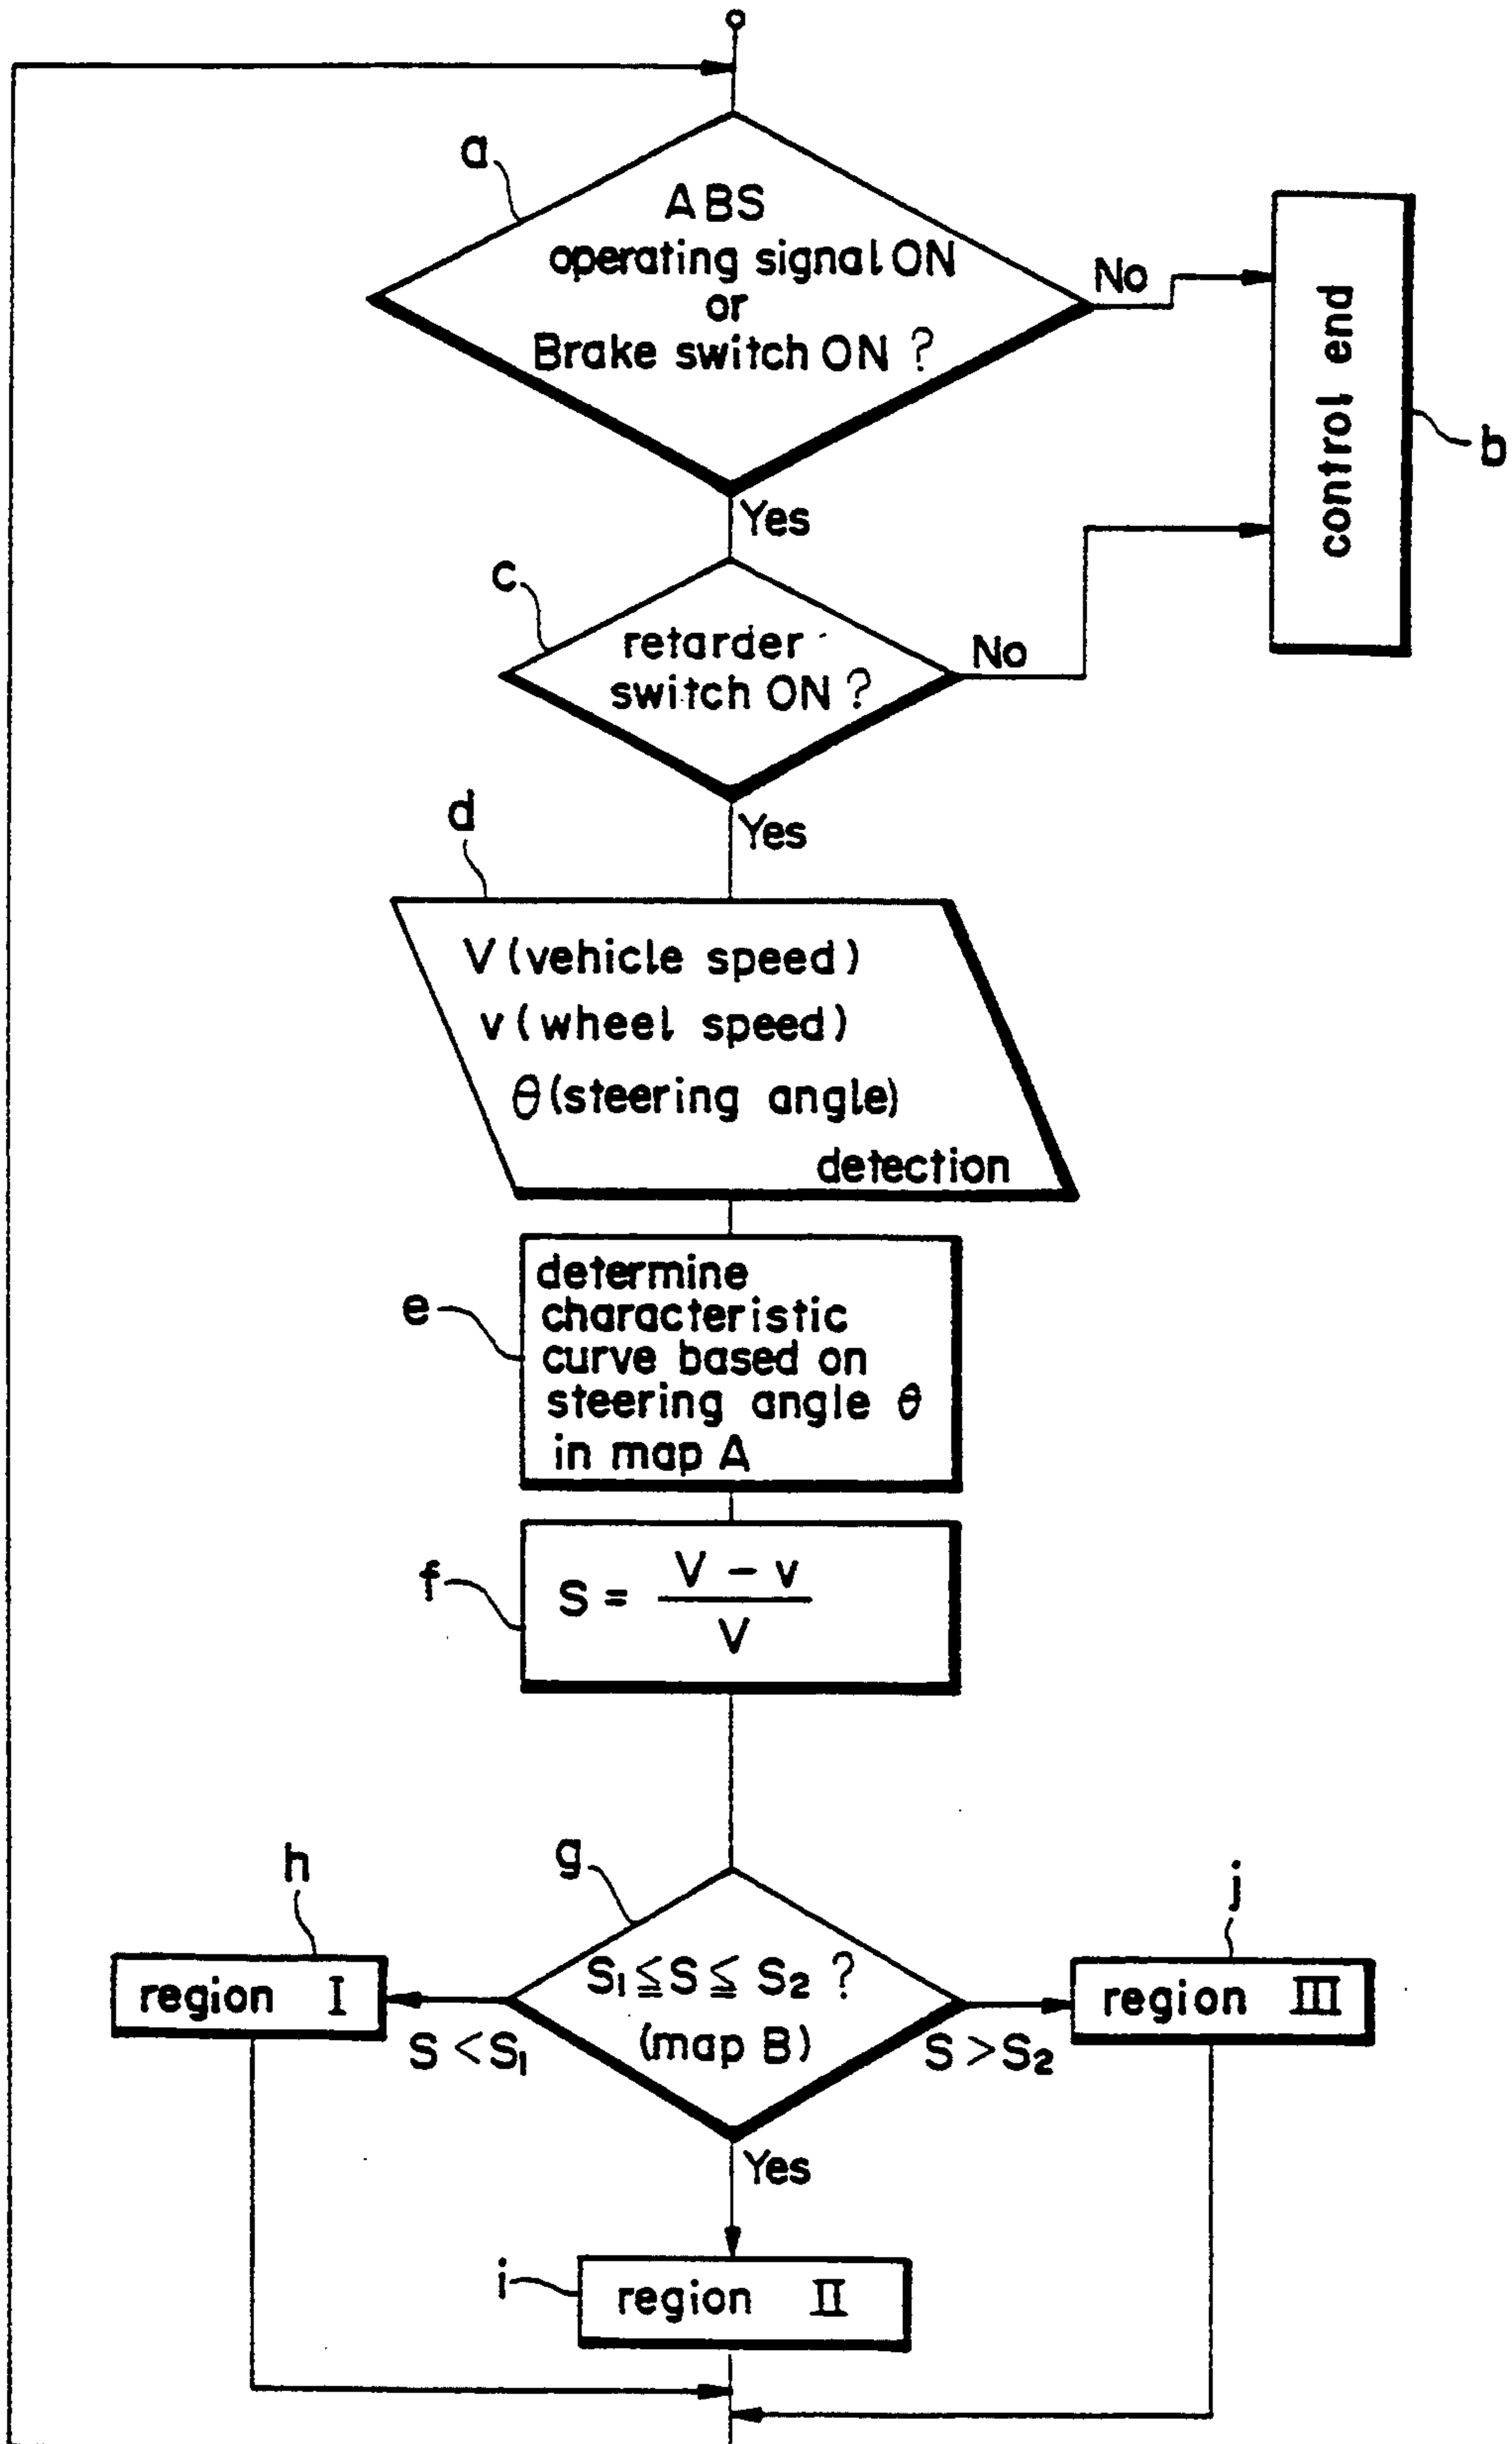 a
ABS
operating signal ON
or
Brake switch ON ?
No
control end
b
Yes
c
retarder
switch ON ?
No
Yes
d
V (vehicle speed)
v (wheel speed)
θ (steering angle)
detection
e
determine
characteristic
curve based on
steering angle θ
in map A
f
S = (V - v) / V
g
h
j
S₁ ≦ S ≦ S₂ ?
(map B)
region I
region III
S < S₁
S > S₂
Yes
i
region II